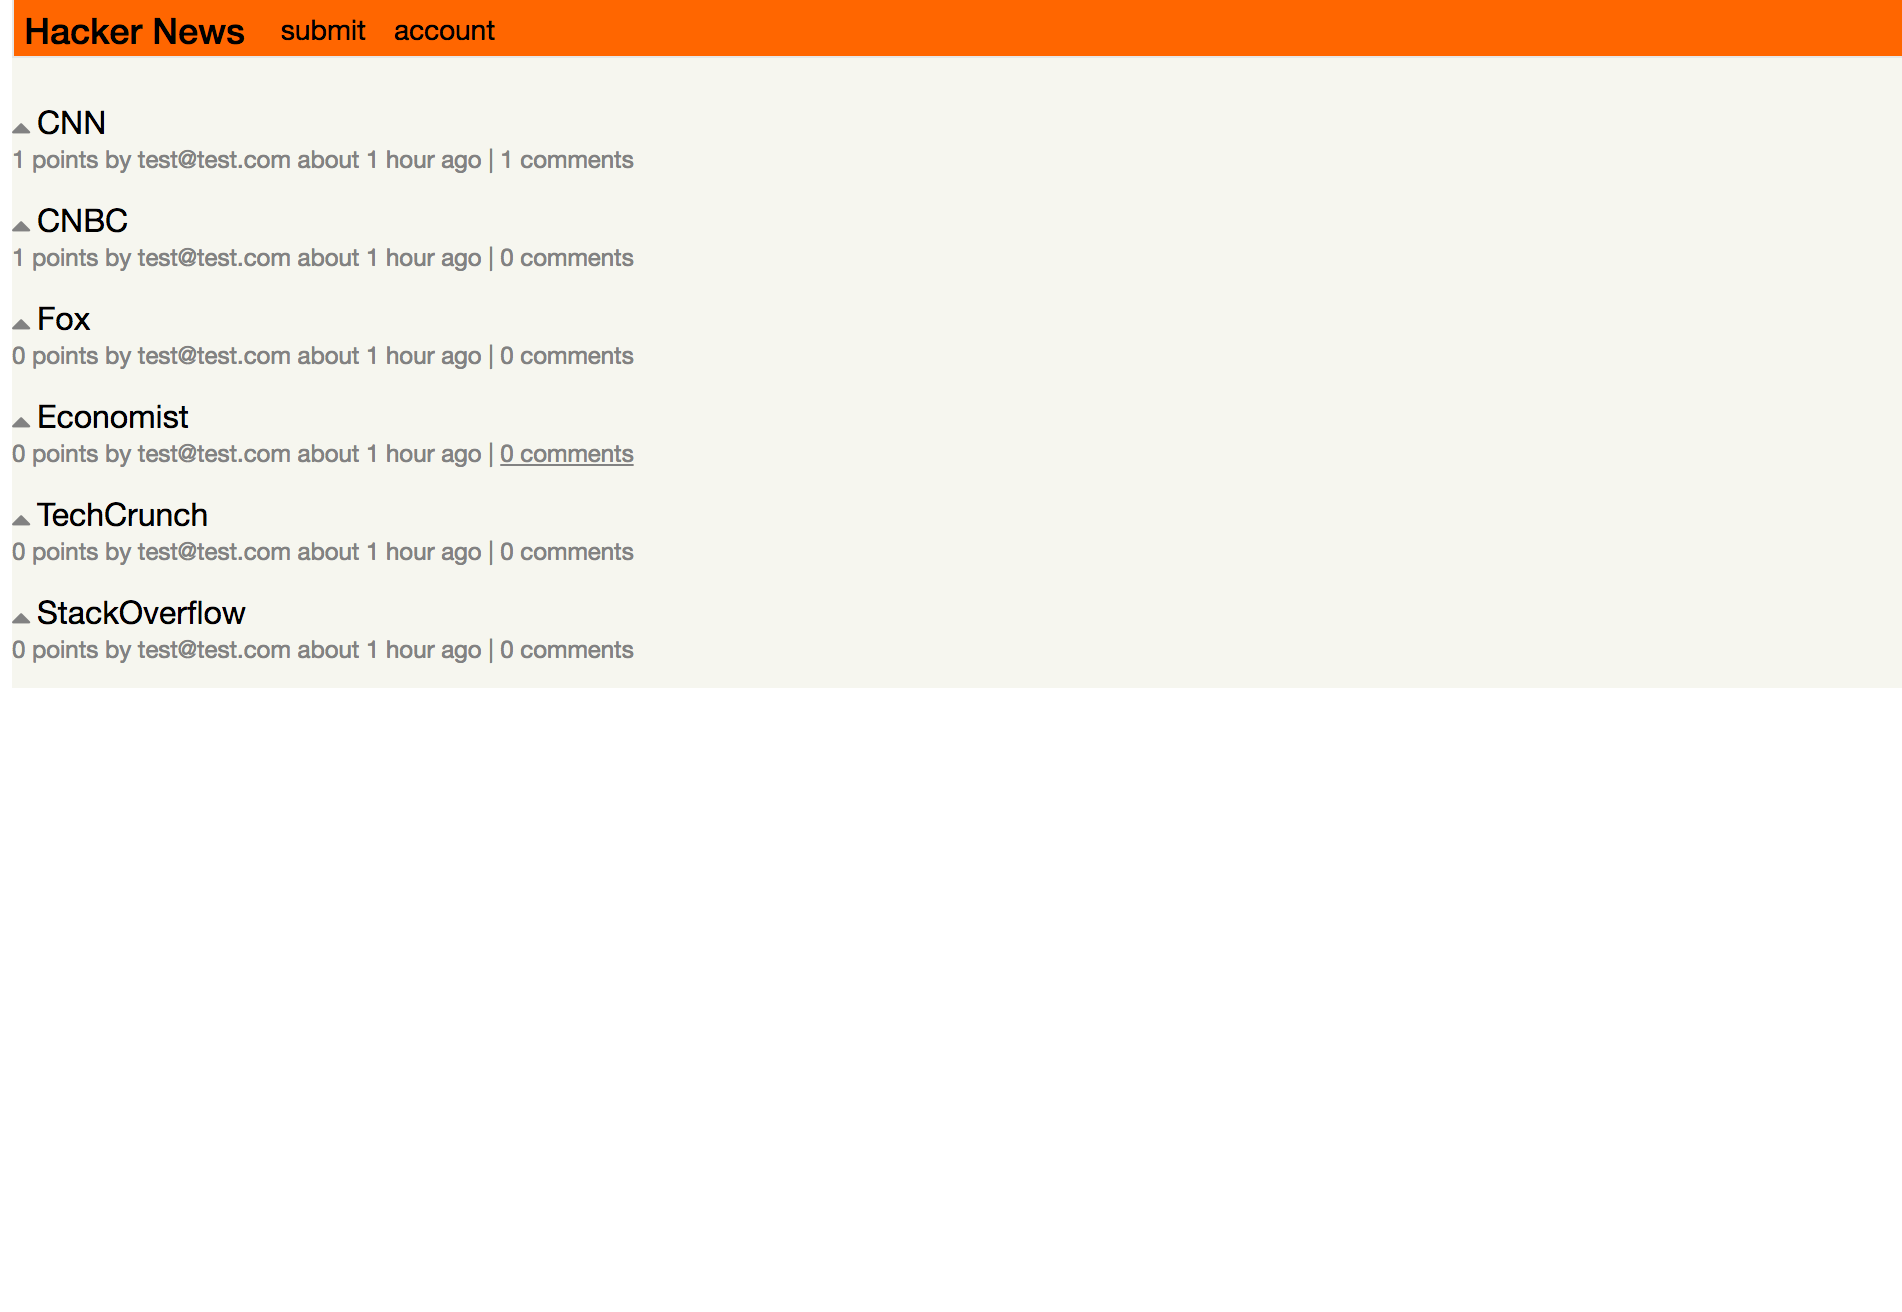 Hacker News submit account
CNN
1 points by test@test.com about 1 hour ago | 1 comments
CNBC
1 points by test@test.com about 1 hour ago | 0 comments
Fox
0 points by test@test.com about 1 hour ago | 0 comments
Economist
0 points by test@test.com about 1 hour ago | 0 comments
TechCrunch
0 points by test@test.com about 1 hour ago | 0 comments
StackOverflow
0 points by test@test.com about 1 hour ago | 0 comments